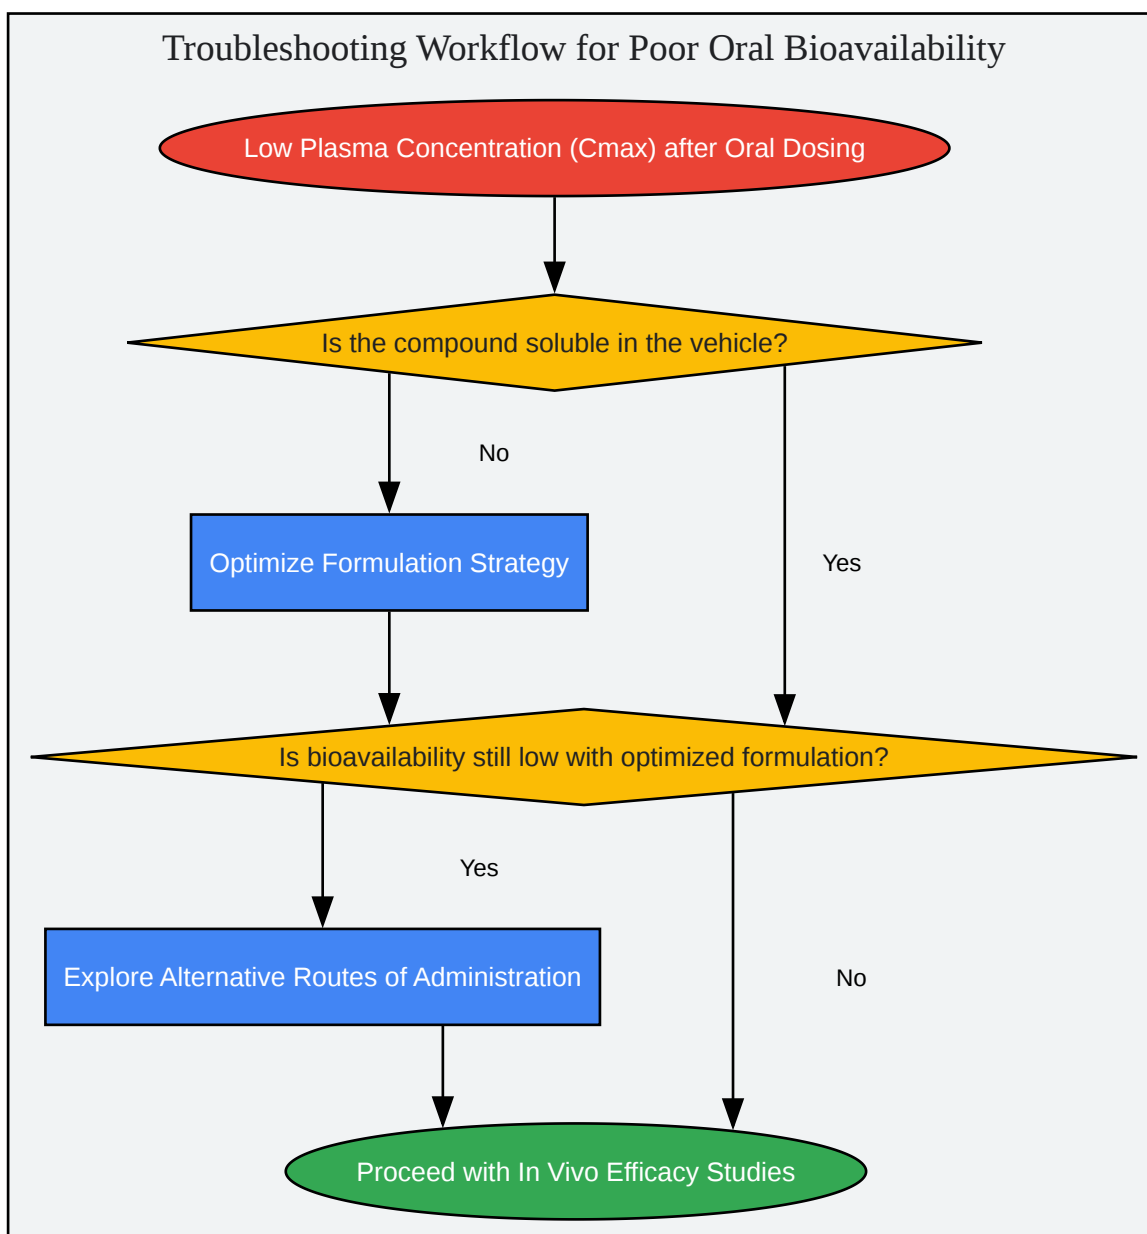 Troubleshooting Workflow for Poor Oral Bioavailability
Low Plasma Concentration (Cmax) after Oral Dosing
Is the compound soluble in the vehicle?
No
Optimize Formulation Strategy
Yes
Is bioavailability still low with optimized formulation?
Yes
Explore Alternative Routes of Administration
No
Proceed with In Vivo Efficacy Studies